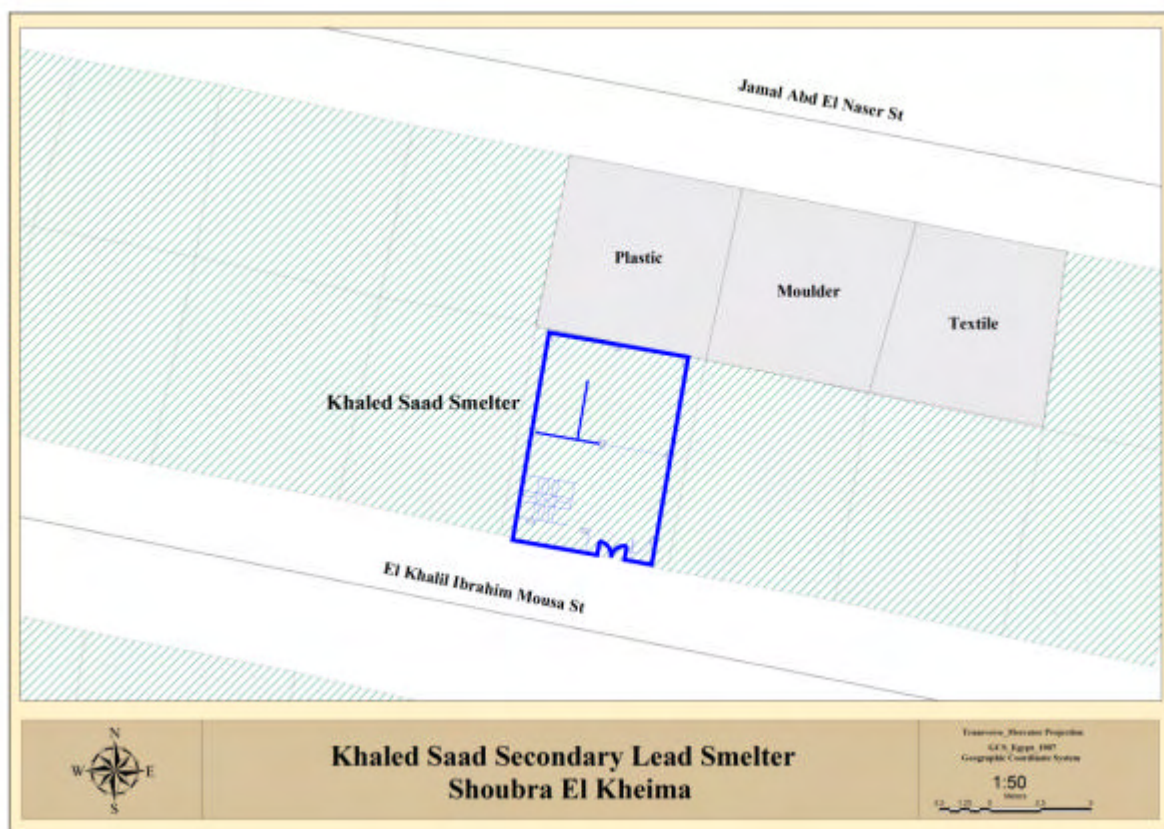 Jamal Abd El Naser St
Plastic
Moulder
Textile
Khaled Saad Smelter
El Khalil Ibrahim Mousa St
N
W E
S
Khaled Saad Secondary Lead Smelter
Shoubra El Kheima
Transverse_Mercator Projection
GCS_Egypt_1907
Geographic Coordinate System
1:50
Meters